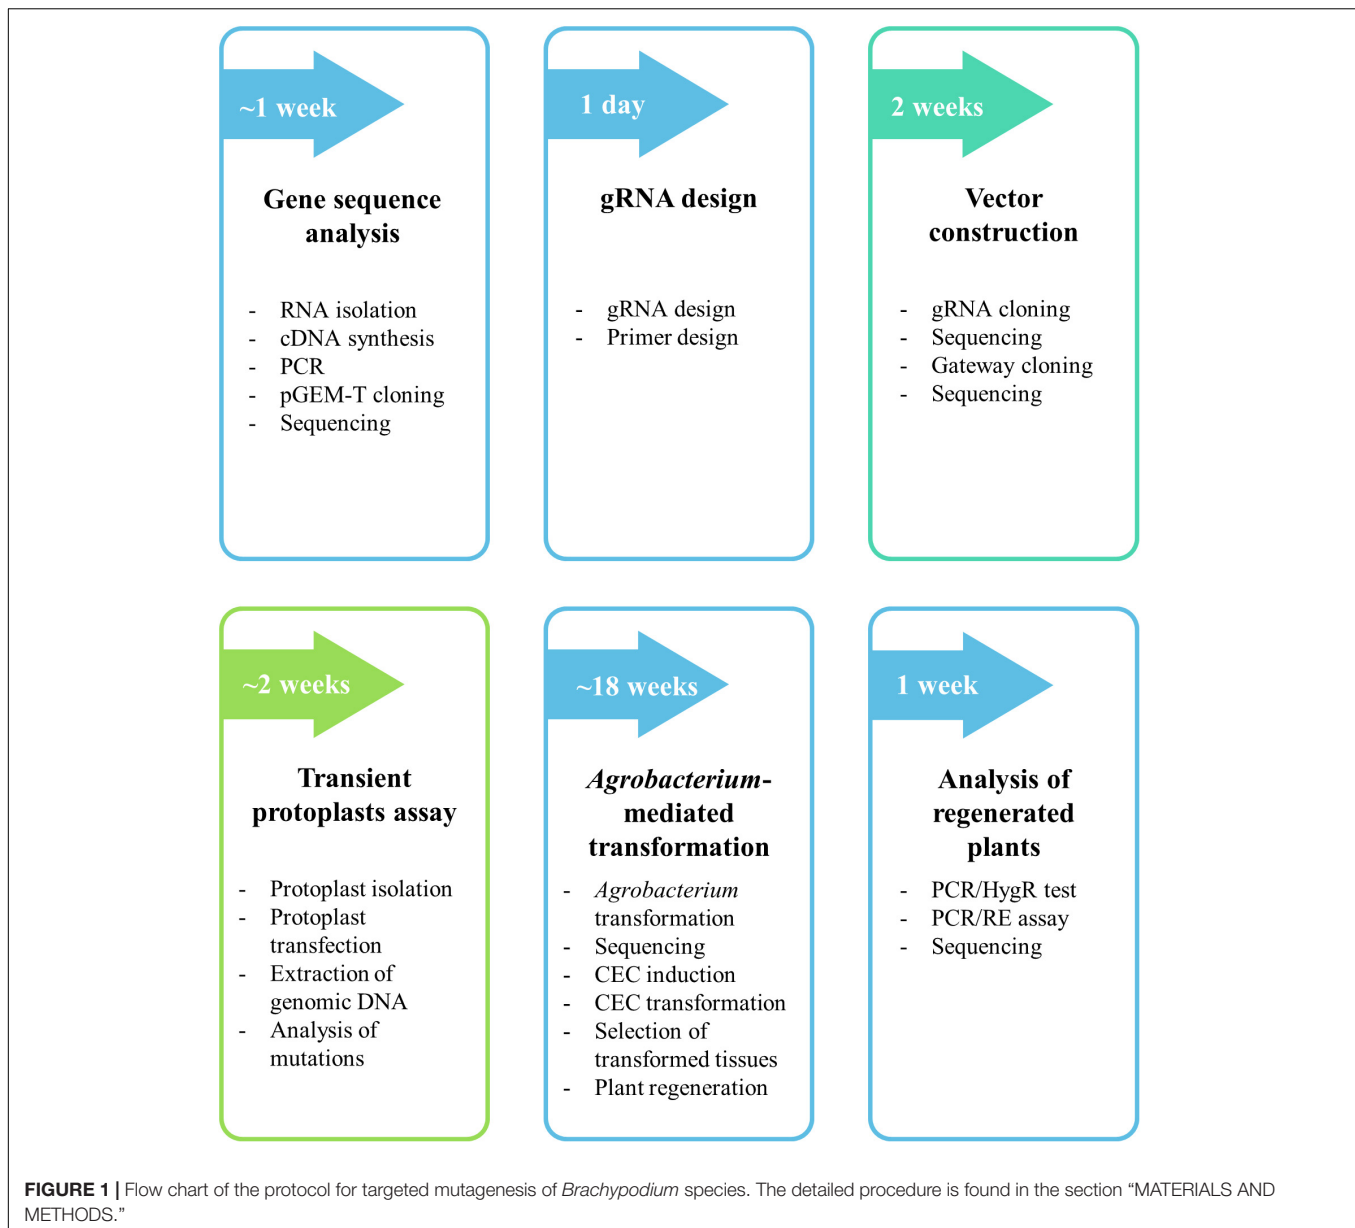 ~1 week
Gene sequence
analysis
- RNA isolation
- cDNA synthesis
- PCR
- pGEM-T cloning
- Sequencing
1 day
gRNA design
- gRNA design
- Primer design
2 weeks
Vector
construction
- gRNA cloning
- Sequencing
- Gateway cloning
- Sequencing
~2 weeks
Transient
protoplasts assay
- Protoplast isolation
- Protoplast
transfection
- Extraction of
genomic DNA
- Analysis of
mutations
~18 weeks
Agrobacterium-
mediated
transformation
- Agrobacterium
transformation
- Sequencing
- CEC induction
- CEC transformation
- Selection of
transformed tissues
- Plant regeneration
1 week
Analysis of
regenerated
plants
- PCR/HygR test
- PCR/RE assay
- Sequencing
FIGURE 1 | Flow chart of the protocol for targeted mutagenesis of Brachypodium species. The detailed procedure is found in the section “MATERIALS AND
METHODS.”